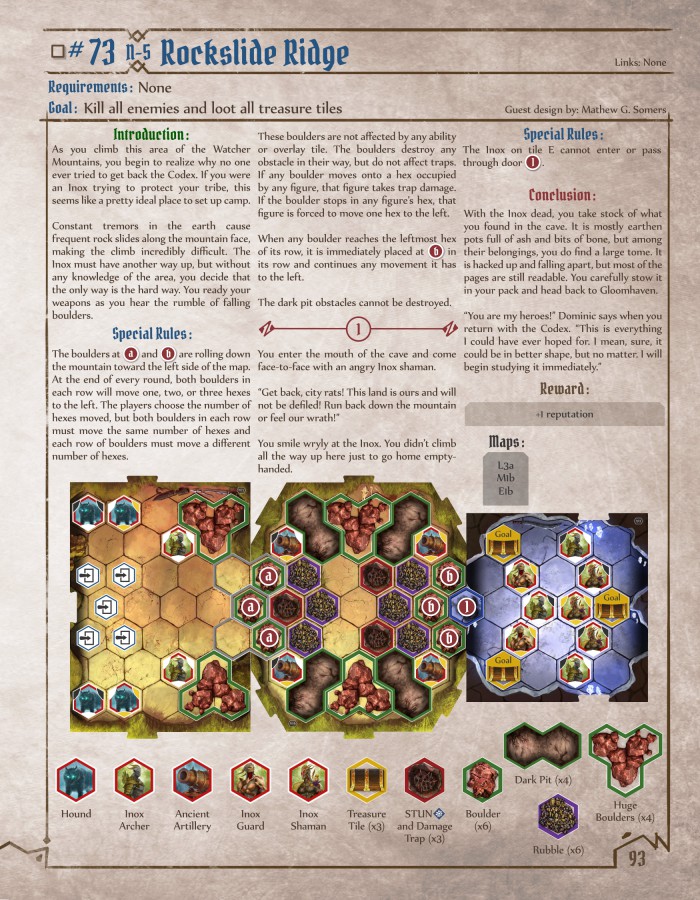 #73 N-5 Rockslide Ridge
Links: None
Requirements: None
Goal: Kill all enemies and loot all treasure tiles
Guest design by: Mathew G. Somers
Introduction:
As you climb this area of the Watcher
Mountains, you begin to realize why no one
ever tried to get back the Codex. If you were
an Inox trying to protect your tribe, this
seems like a pretty ideal place to set up camp.
Constant tremors in the earth cause
frequent rock slides along the mountain face,
making the climb incredibly difficult. The
Inox must have another way up, but without
any knowledge of the area, you decide that
the only way is the hard way. You ready your
weapons as you hear the rumble of falling
boulders.
Special Rules:
The boulders at a and b are rolling down
the mountain toward the left side of the map.
At the end of every round, both boulders in
each row will move one, two, or three hexes
to the left. The players choose the number of
hexes moved, but both boulders in each row
must move the same number of hexes and
each row of boulders must move a different
number of hexes.
These boulders are not affected by any ability
or overlay tile. The boulders destroy any
obstacle in their way, but do not affect traps.
If any boulder moves onto a hex occupied
by any figure, that figure takes trap damage.
If the boulder stops in any figure's hex, that
figure is forced to move one hex to the left.
When any boulder reaches the leftmost hex
of its row, it is immediately placed at b in
its row and continues any movement it has
to the left.
The dark pit obstacles cannot be destroyed.
1
You enter the mouth of the cave and come
face-to-face with an angry Inox shaman.
"Get back, city rats! This land is ours and will
not be defiled! Run back down the mountain
or feel our wrath!"
You smile wryly at the Inox. You didn't climb
all the way up here just to go home empty-
handed.
Special Rules:
The Inox on tile E cannot enter or pass
through door 1.
Conclusion:
With the Inox dead, you take stock of what
you found in the cave. It is mostly earthen
pots full of ash and bits of bone, but among
their belongings, you do find a large tome. It
is hacked up and falling apart, but most of the
pages are still readable. You carefully stow it
in your pack and head back to Gloomhaven.
"You are my heroes!" Dominic says when you
return with the Codex. "This is everything
I could have ever hoped for. I mean, sure, it
could be in better shape, but no matter. I will
begin studying it immediately."
Reward:
+1 reputation
Maps:
L3a
M1b
E1b
Goal
a
b
a
b
1
Goal
a
b
Goal
Hound
Inox
Archer
Ancient
Artillery
Inox
Guard
Inox
Shaman
Treasure
Tile (x3)
STUN
and Damage
Trap (x3)
Boulder
(x6)
Dark Pit (x4)
Rubble (x6)
Huge
Boulders (x4)
93